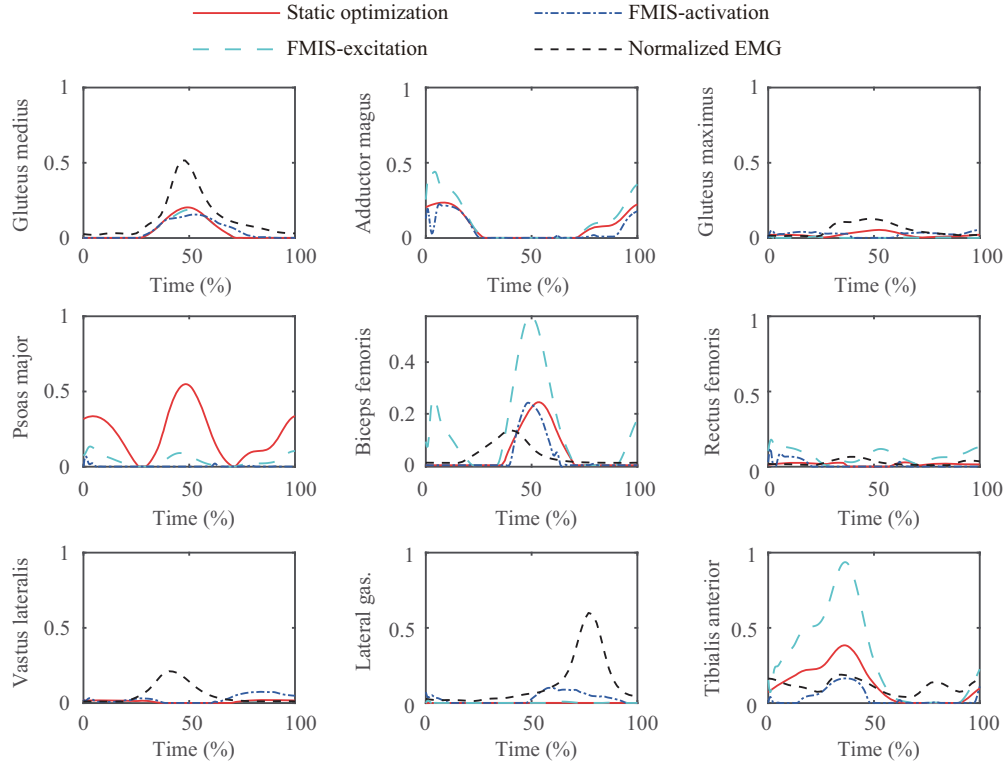 Static optimization FMIS-activation
FMIS-excitation Normalized EMG
Gluteus medius
1
0.5
0
0 50 100
Time (%)
Adductor magus
1
0.5
0
0 50 100
Time (%)
Gluteus maximus
1
0.5
0
0 50 100
Time (%)
Psoas major
1
0.5
0
0 50 100
Time (%)
Biceps femoris
0.4
0.2
0
0 50 100
Time (%)
Rectus femoris
1
0.5
0
0 50 100
Time (%)
Vastus lateralis
1
0.5
0
0 50 100
Time (%)
Lateral gas.
1
0.5
0
0 50 100
Time (%)
Tibialis anterior
1
0.5
0
0 50 100
Time (%)